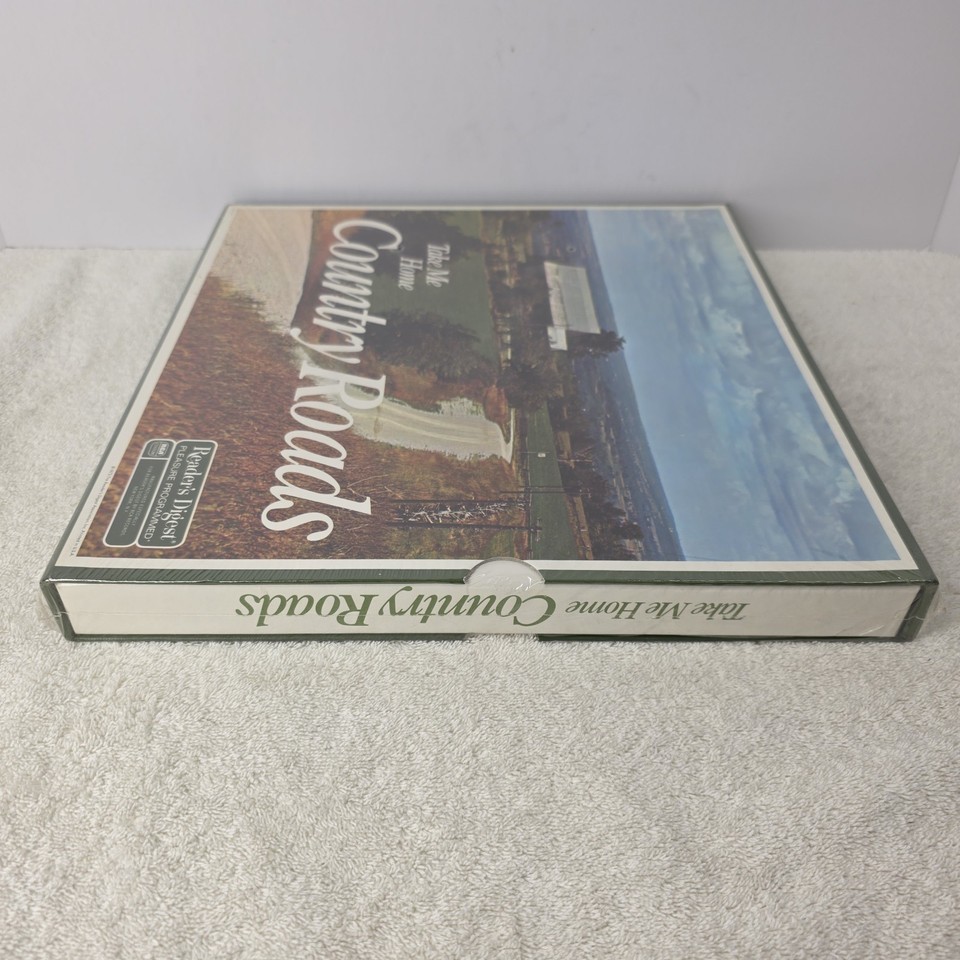 Take Me
Home
Country Roads
Reader's Digest®
PLEASURE PROGRAMMED®
Take Me Home Country Roads